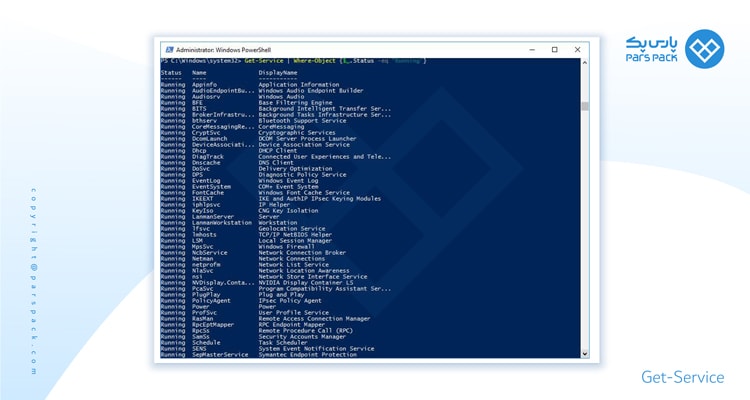 Administrator: Windows PowerShell
پارس پک
PARS PACK
PS C:\Windows\system32> Get-Service | Where-Object {$_.Status -eq 'Running'}
Status Name DisplayName
------ ---- -----------
Running Appinfo Application Information
Running AudioEndpointBu... Windows Audio Endpoint Builder
Running Audiosrv Windows Audio
Running BFE Base Filtering Engine
Running BITS Background Intelligent Transfer Ser...
Running BrokerInfrastru... Background Tasks Infrastructure Ser...
Running bthserv Bluetooth Support Service
Running CoreMessagingRe... CoreMessaging
Running CryptSvc Cryptographic Services
Running DcomLaunch DCOM Server Process Launcher
Running DeviceAssociati... Device Association Service
Running Dhcp DHCP Client
Running DiagTrack Connected User Experiences and Tele...
Running Dnscache DNS Client
Running DoSvc Delivery Optimization
Running DPS Diagnostic Policy Service
Running EventLog Windows Event Log
Running EventSystem COM+ Event System
Running FontCache Windows Font Cache Service
Running IKEEXT IKE and AuthIP IPsec Keying Modules
Running iphlpsvc IP Helper
Running KeyIso CNG Key Isolation
Running LanmanServer Server
Running LanmanWorkstation Workstation
Running lfsvc Geolocation Service
Running lmhosts TCP/IP NetBIOS Helper
Running LSM Local Session Manager
Running MpsSvc Windows Firewall
Running NcbService Network Connection Broker
Running Netman Network Connections
Running netprofm Network List Service
Running NlaSvc Network Location Awareness
Running nsi Network Store Interface Service
Running NVDisplay.Conta... NVIDIA Display Container LS
Running PcaSvc Program Compatibility Assistant Ser...
Running PlugPlay Plug and Play
Running PolicyAgent IPsec Policy Agent
Running Power Power
Running ProfSvc User Profile Service
Running RasMan Remote Access Connection Manager
Running RpcEptMapper RPC Endpoint Mapper
Running RpcSs Remote Procedure Call (RPC)
Running SamSs Security Accounts Manager
Running Schedule Task Scheduler
Running SENS System Event Notification Service
Running SepMasterService Symantec Endpoint Protection
copyright@parspack.com
Get-Service